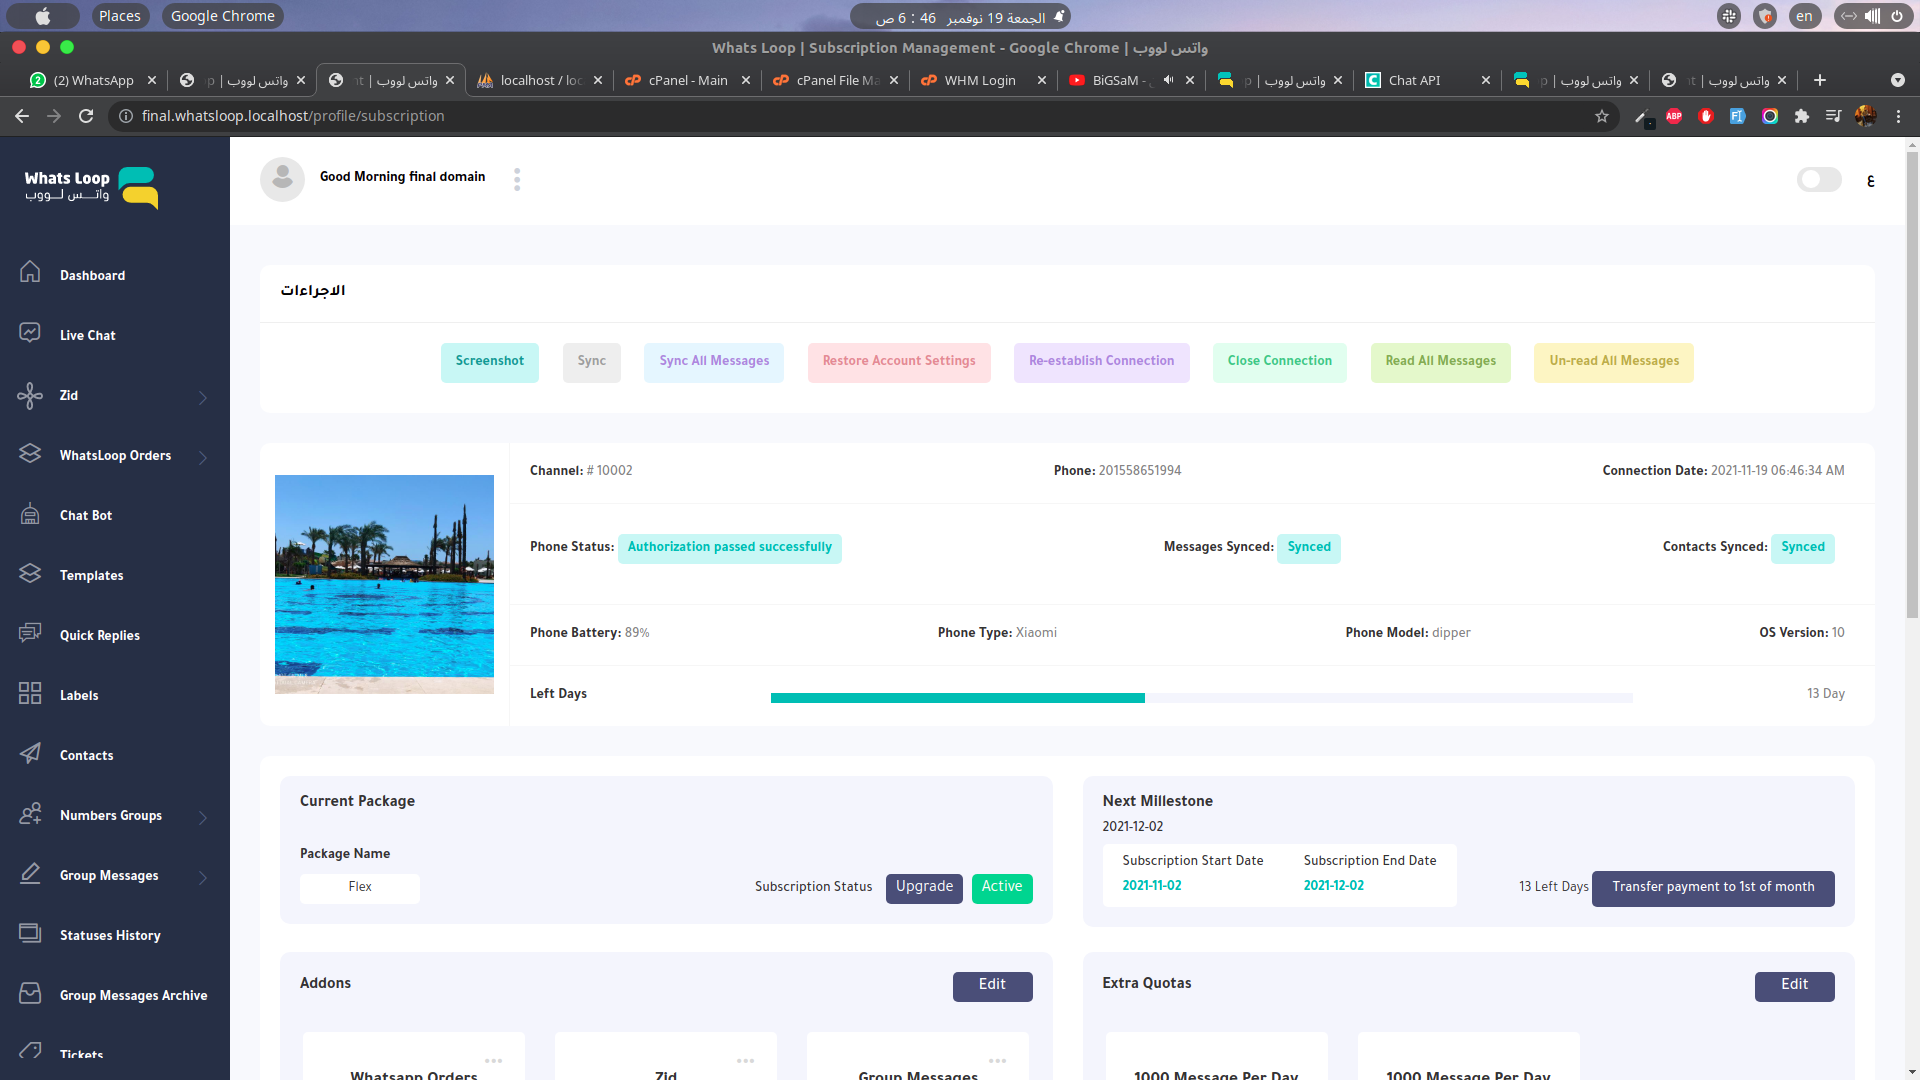 Places
Google Chrome
الجمعة 19 نوفمبر 46 : 6 ص
en
Whats Loop | Subscription Management - Google Chrome | واتس لووب
(2) WhatsApp
واتس لووب |
واتس لووب |
localhost / loc
cPanel - Main
cPanel File Ma
WHM Login
BiGSaM -
واتس لووب |
Chat API
واتس لووب |
واتس لووب |
final.whatsloop.localhost/profile/subscription
ABP
Whats Loop
واتس لووب
Good Morning final domain
ع
Dashboard
Live Chat
Zid
WhatsLoop Orders
Chat Bot
Templates
Quick Replies
Labels
Contacts
Numbers Groups
Group Messages
Statuses History
Group Messages Archive
Tickets
الاجراءات
Screenshot
Sync
Sync All Messages
Restore Account Settings
Re-establish Connection
Close Connection
Read All Messages
Un-read All Messages
Channel: # 10002
Phone: 201558651994
Connection Date: 2021-11-19 06:46:34 AM
Phone Status: Authorization passed successfully
Messages Synced: Synced
Contacts Synced: Synced
Phone Battery: 89%
Phone Type: Xiaomi
Phone Model: dipper
OS Version: 10
Left Days
13 Day
Current Package
Package Name
Flex
Subscription Status
Upgrade
Active
Next Millestone
2021-12-02
Subscription Start Date
Subscription End Date
2021-11-02
2021-12-02
13 Left Days
Transfer payment to 1st of month
Addons
Edit
Extra Quotas
Edit
Whatsapp Orders
Zid
Group Messages
1000 Message Per Day
1000 Message Per Day